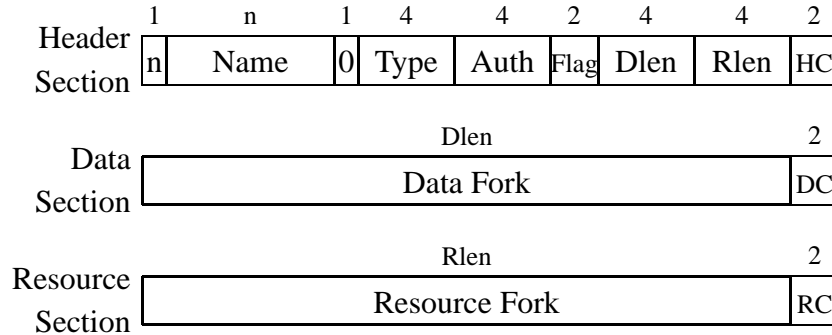 1 n 1 4 4 2 4 4 2
Header Section n Name 0 Type Auth Flag Dlen Rlen HC
Dlen 2
Data Section Data Fork DC
Rlen 2
Resource Section Resource Fork RC